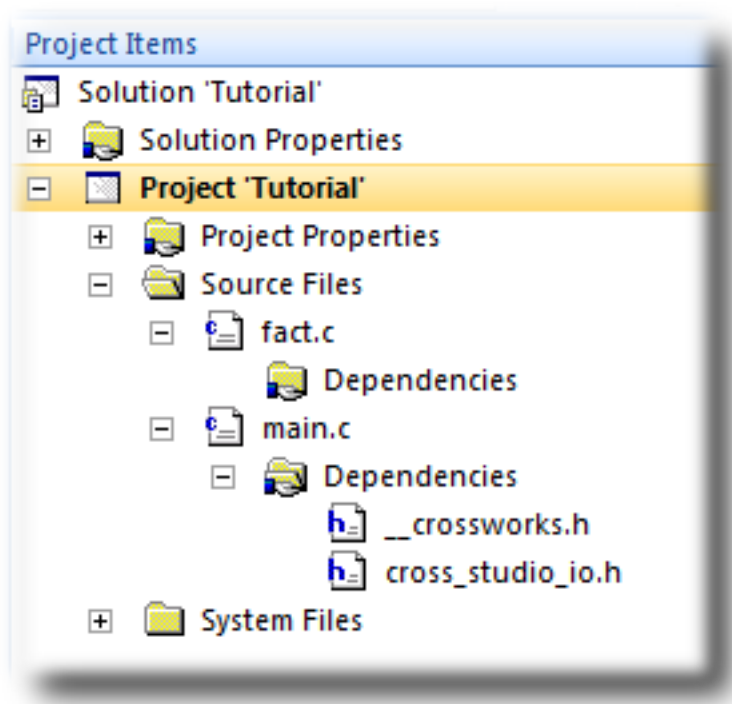 Project Items
Solution 'Tutorial'
Solution Properties
Project 'Tutorial'
Project Properties
Source Files
fact.c
Dependencies
main.c
Dependencies
__crossworks.h
cross_studio_io.h
System Files